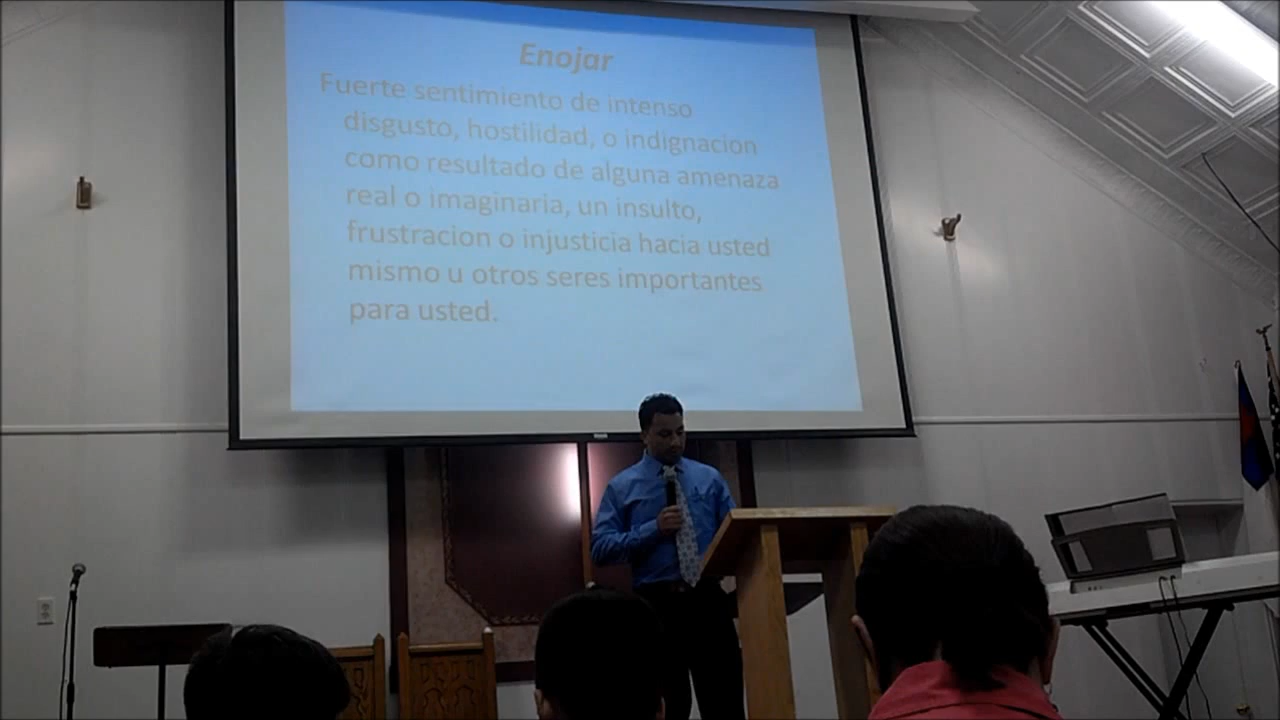 Enojar
Fuerte sentimiento de intenso
disgusto, hostilidad, o indignacion
como resultado de alguna amenaza
real o imaginaria, un insulto,
frustracion o injusticia hacia usted
mismo u otros seres importantes
para usted.